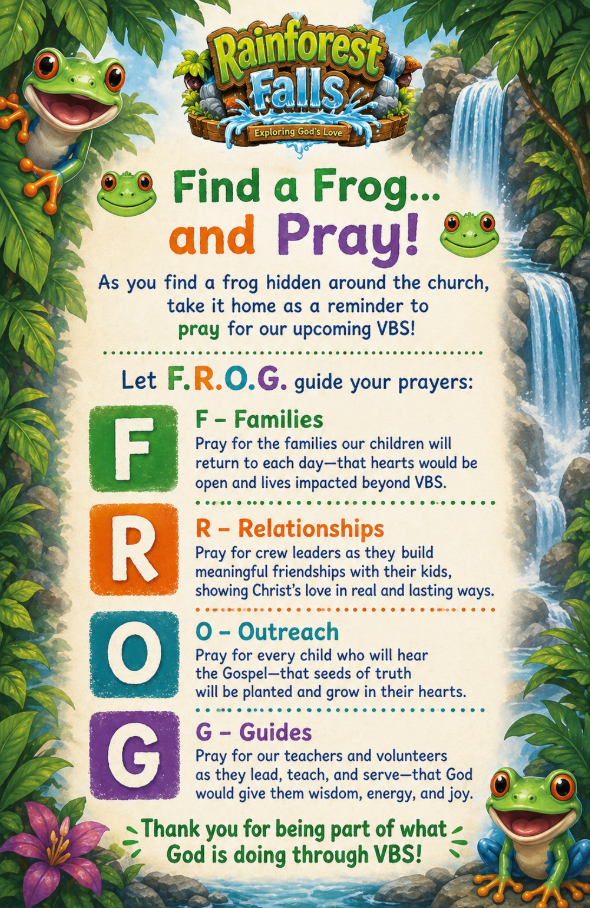 Rainforest
Falls
Exploring God's Love
Find a Frog...
and Pray!
As you find a frog hidden around the church,
take it home as a reminder to
pray for our upcoming VBS!
Let F.R.O.G. guide your prayers:
F
F – Families
Pray for the families our children will
return to each day—that hearts would be
open and lives impacted beyond VBS.
R
R – Relationships
Pray for crew leaders as they build
meaningful friendships with their kids,
showing Christ's love in real and lasting ways.
O
O – Outreach
Pray for every child who will hear
the Gospel—that seeds of truth
will be planted and grow in their hearts.
G
G – Guides
Pray for our teachers and volunteers
as they lead, teach, and serve—that God
would give them wisdom, energy, and joy.
Thank you for being part of what
God is doing through VBS!